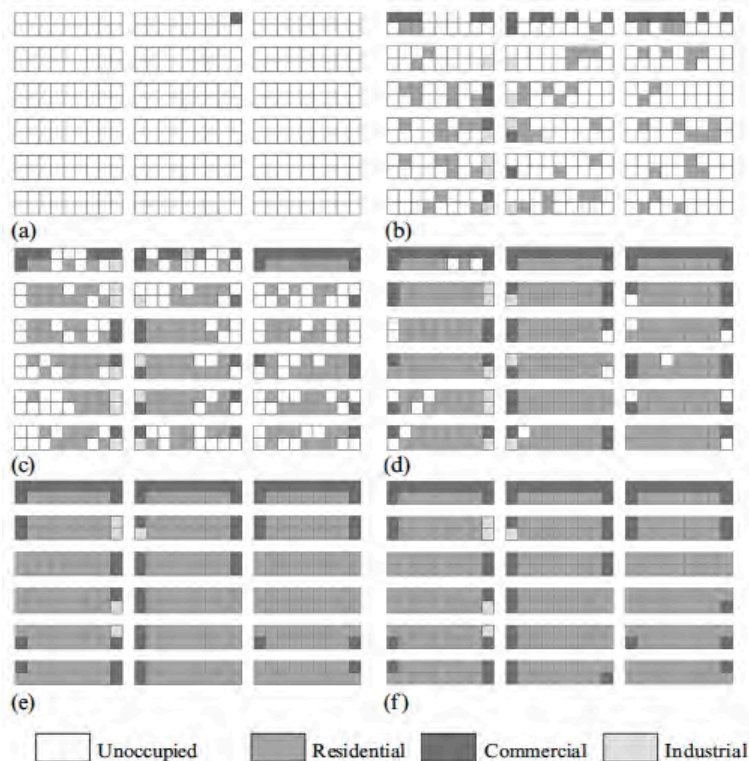 (a)
(b)
(c)
(d)
(e)
(f)
Unoccupied Residential Commercial Industrial